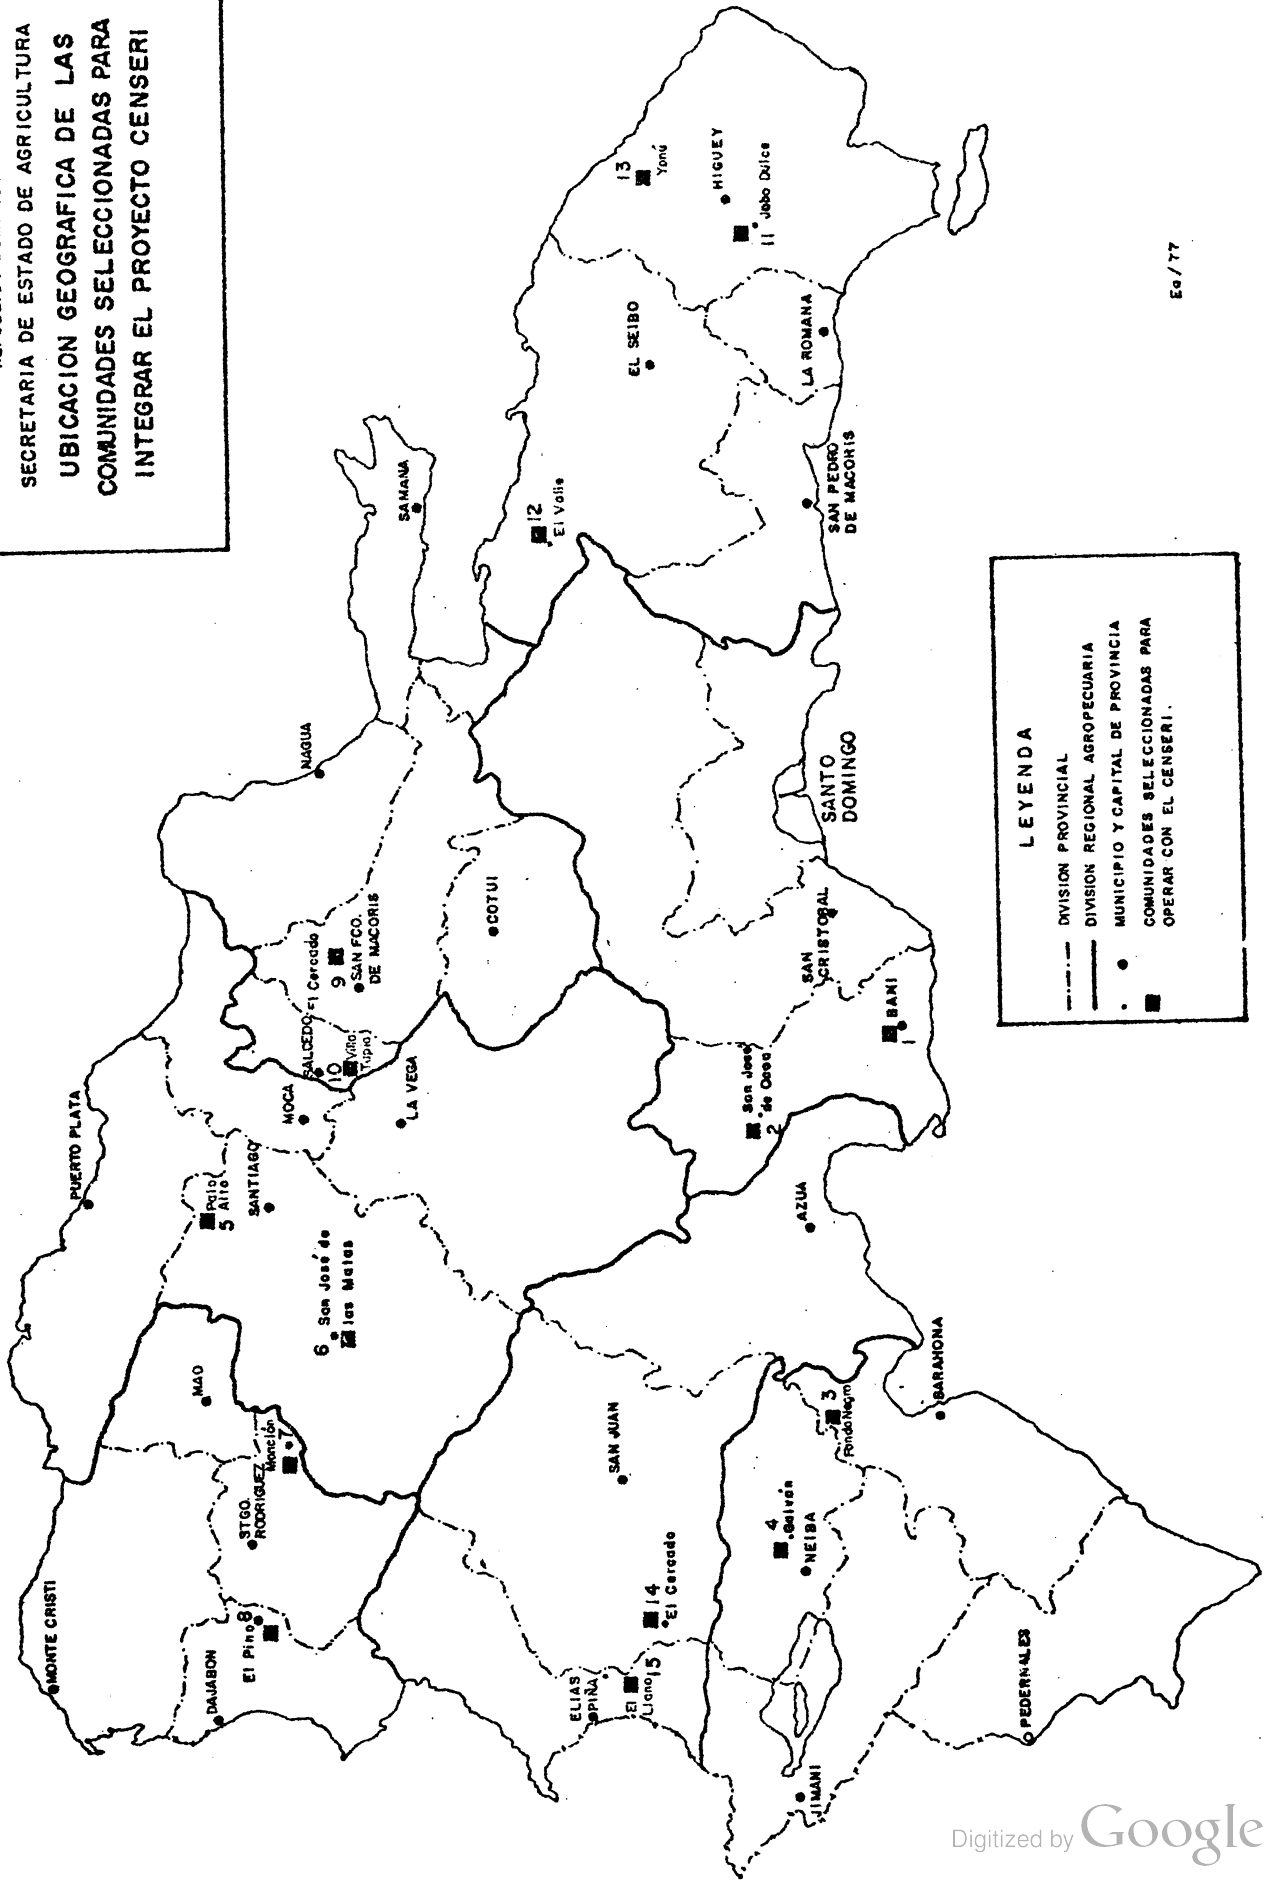 SECRETARIA DE ESTADO DE AGRICULTURA
UBICACION GEOGRAFICA DE LAS
COMUNIDADES SELECCIONADAS PARA
INTEGRAR EL PROYECTO CENSERI
MONTE CRISTI
PUERTO PLATA
DAJABON
El Pino
8
STGO.
RODRIGUEZ
Monción
7
MAO
5
Palo
Alto
SANTIAGO
6
San José de
las Matas
MOCA
SALCEDO
10
Villa
Tapia
El Cercado
9
SAN FCO.
DE MACORIS
NAGUA
SAMANA
LA VEGA
COTUI
12
El Valle
13
Yonú
HIGUEY
11
Jobo Dulce
EL SEIBO
LA ROMANA
SAN PEDRO
DE MACORIS
SANTO
DOMINGO
SAN
CRISTOBAL
BANI
1
San José
de Ocoa
2
AZUA
SAN JUAN
ELIAS
PIÑA
El
Llano
15
14
El Cercado
4
Galván
NEIBA
3
Fondo Negro
BARAHONA
JIMANI
PEDERNALES
LEYENDA
DIVISION PROVINCIAL
DIVISION REGIONAL AGROPECUARIA
MUNICIPIO Y CAPITAL DE PROVINCIA
COMUNIDADES SELECCIONADAS PARA
OPERAR CON EL CENSERI.
Ea/77
Digitized by Google